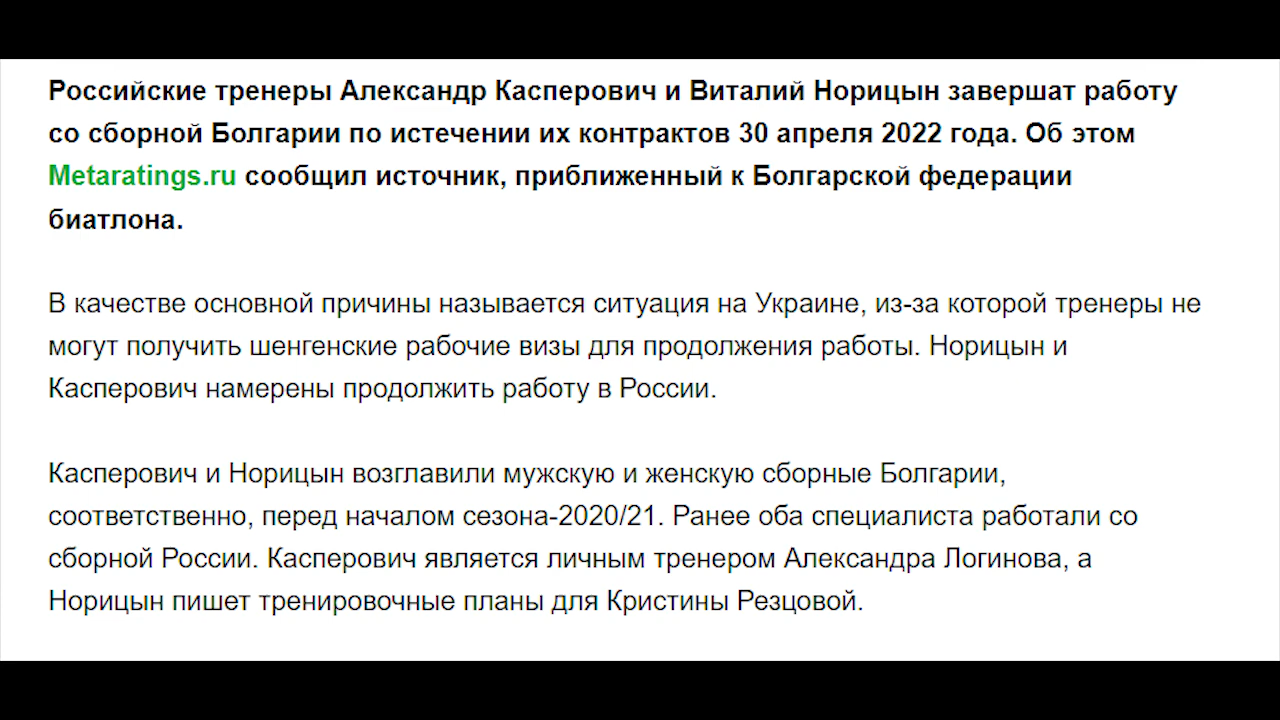 Российские тренеры Александр Касперович и Виталий Норицын завершат работу
со сборной Болгарии по истечении их контрактов 30 апреля 2022 года. Об этом
Metaratings.ru сообщил источник, приближенный к Болгарской федерации
биатлона.
В качестве основной причины называется ситуация на Украине, из-за которой тренеры не
могут получить шенгенские рабочие визы для продолжения работы. Норицын и
Касперович намерены продолжить работу в России.
Касперович и Норицын возглавили мужскую и женскую сборные Болгарии,
соответственно, перед началом сезона-2020/21. Ранее оба специалиста работали со
сборной России. Касперович является личным тренером Александра Логинова, а
Норицын пишет тренировочные планы для Кристины Резцовой.